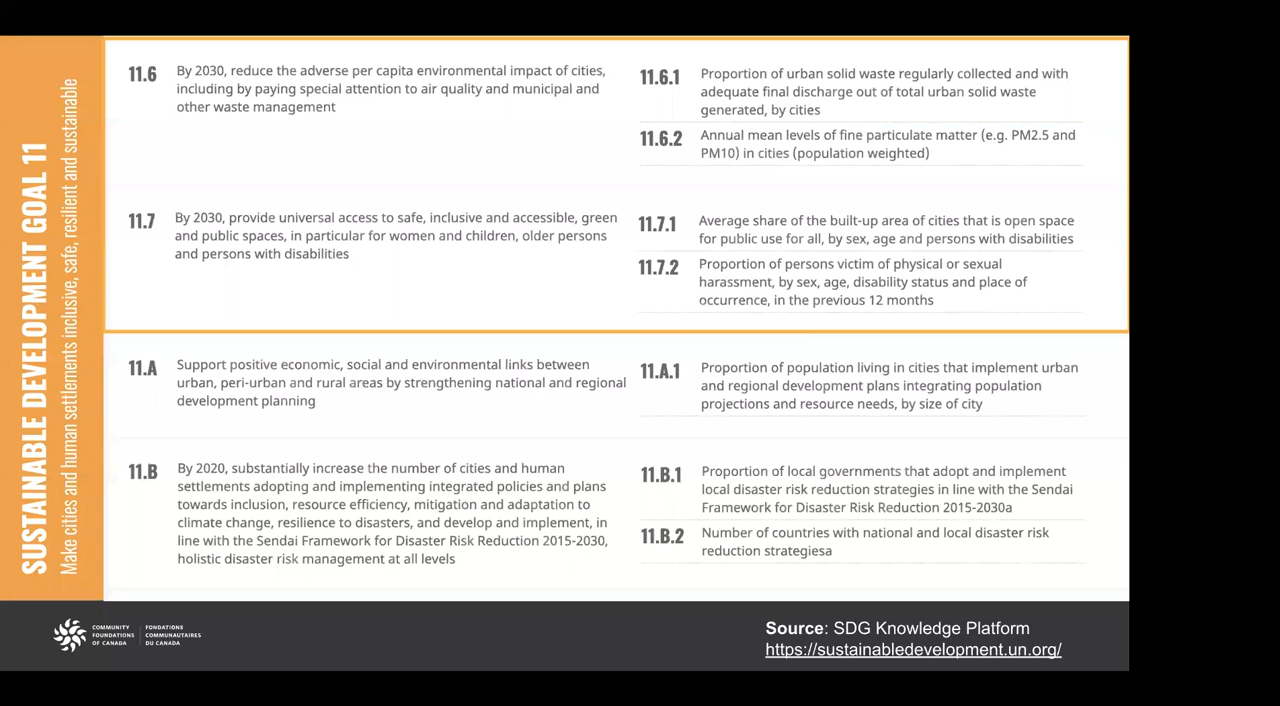 SUSTAINABLE DEVELOPMENT GOAL 11
Make cities and human settlements inclusive, safe, resilient and sustainable
11.6
By 2030, reduce the adverse per capita environmental impact of cities,
including by paying special attention to air quality and municipal and
other waste management
11.6.1
Proportion of urban solid waste regularly collected and with
adequate final discharge out of total urban solid waste
generated, by cities
11.6.2
Annual mean levels of fine particulate matter (e.g. PM2.5 and
PM10) in cities (population weighted)
11.7
By 2030, provide universal access to safe, inclusive and accessible, green
and public spaces, in particular for women and children, older persons
and persons with disabilities
11.7.1
Average share of the built-up area of cities that is open space
for public use for all, by sex, age and persons with disabilities
11.7.2
Proportion of persons victim of physical or sexual
harassment, by sex, age, disability status and place of
occurrence, in the previous 12 months
11.A
Support positive economic, social and environmental links between
urban, peri-urban and rural areas by strengthening national and regional
development planning
11.A.1
Proportion of population living in cities that implement urban
and regional development plans integrating population
projections and resource needs, by size of city
11.B
By 2020, substantially increase the number of cities and human
settlements adopting and implementing integrated policies and plans
towards inclusion, resource efficiency, mitigation and adaptation to
climate change, resilience to disasters, and develop and implement, in
line with the Sendai Framework for Disaster Risk Reduction 2015-2030,
holistic disaster risk management at all levels
11.B.1
Proportion of local governments that adopt and implement
local disaster risk reduction strategies in line with the Sendai
Framework for Disaster Risk Reduction 2015-2030a
11.B.2
Number of countries with national and local disaster risk
reduction strategiesa
COMMUNITY
FOUNDATIONS
OF CANADA
FONDATIONS
COMMUNAUTAIRES
DU CANADA
Source: SDG Knowledge Platform
https://sustainabledevelopment.un.org/